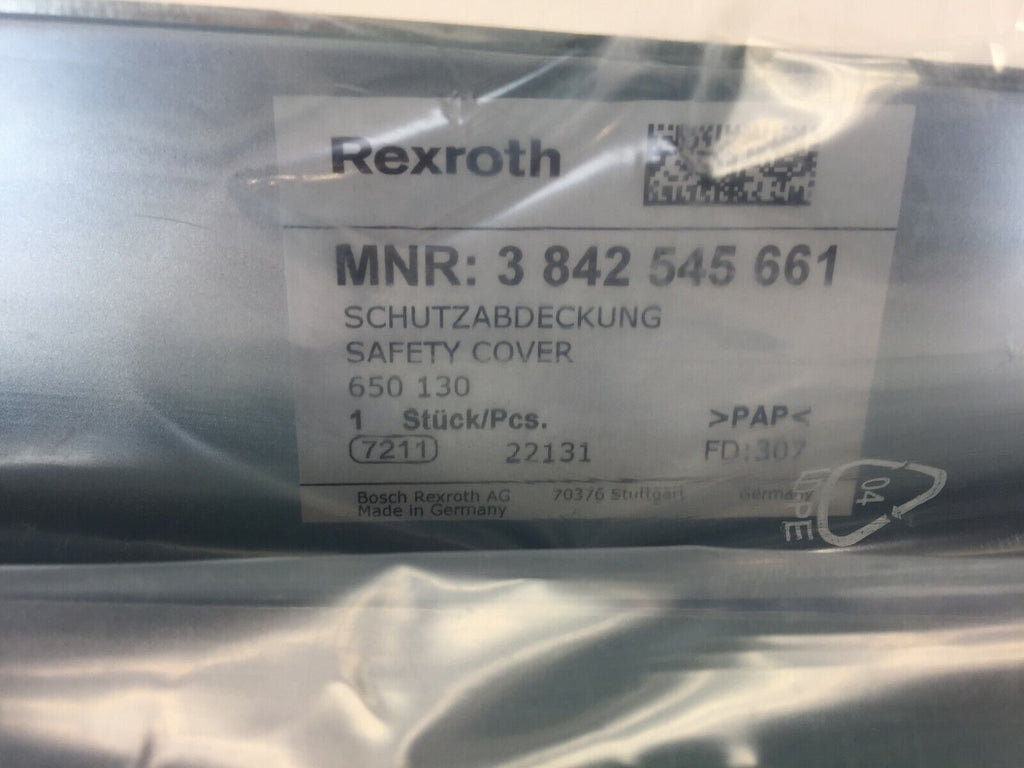 Rexroth
MNR: 3 842 545 661
SCHUTZABDECKUNG
SAFETY COVER
650 130
1 Stück/Pcs. >PAP<
7211 22131 FD:307
Bosch Rexroth AG 70376 Stuttgart Germany
Made in Germany
04
LDPE